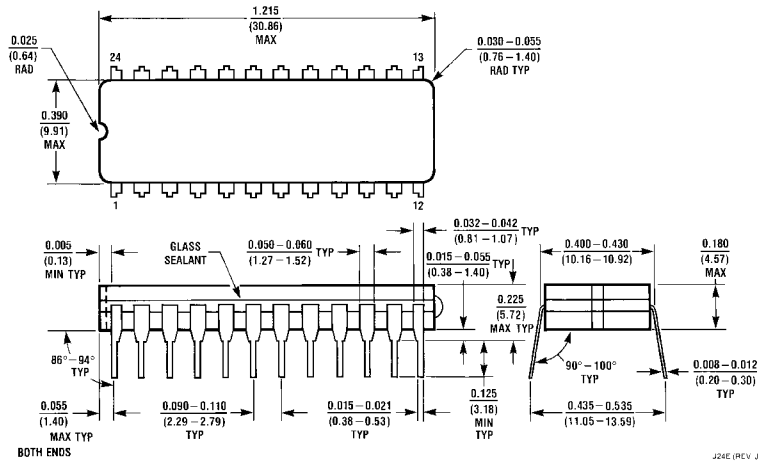 1.215
(30.86)
MAX
0.025
(0.64)
RAD
24
13
0.030–0.055
(0.76–1.40)
RAD TYP
0.390
(9.91)
MAX
1
12
0.005
(0.13)
MIN TYP
GLASS
SEALANT
0.050–0.060 TYP
(1.27–1.52)
0.032–0.042 TYP
(0.81–1.07)
0.015–0.055 TYP
(0.38–1.40)
0.400–0.430
(10.16–10.92)
0.180
(4.57)
MAX
0.225
(5.72)
MAX TYP
86°–94°
TYP
90°–100°
TYP
0.008–0.012
(0.20–0.30)
TYP
0.055
(1.40)
MAX TYP
BOTH ENDS
0.090–0.110
(2.29–2.79)
TYP
0.015–0.021
(0.38–0.53)
TYP
0.125
(3.18)
MIN
TYP
0.435–0.535
(11.05–13.59)
J24E (REV J